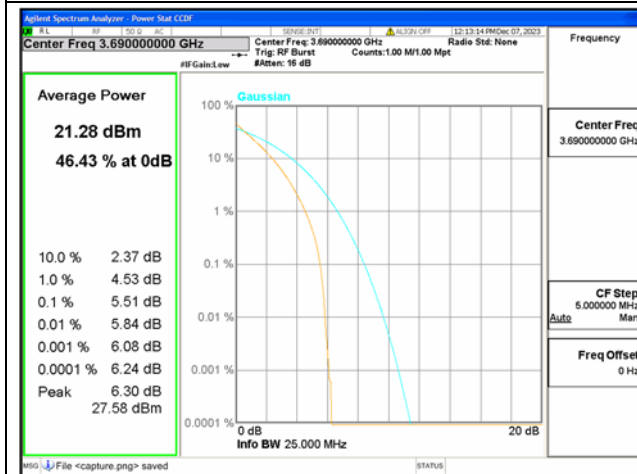 Agilent Spectrum Analyzer - Power Stat CCDF
RL RF 50 Ω AC SENSE:INT ALIGN OFF 12:13:14 PM Dec 07, 2023
Center Freq 3.690000000 GHz
Center Freq: 3.690000000 GHz Radio Std: None
Trig: RF Burst Counts:1.00 M/1.00 Mpt
#IFGain:Low #Atten: 16 dB
Frequency
Average Power
21.28 dBm
46.43 % at 0dB
10.0 % 2.37 dB
1.0 % 4.53 dB
0.1 % 5.51 dB
0.01 % 5.84 dB
0.001 % 6.08 dB
0.0001 % 6.24 dB
Peak 6.30 dB
27.58 dBm
Gaussian
100 %
10 %
1 %
0.1 %
0.01 %
0.001 %
0.0001 %
0 dB 20 dB
Info BW 25.000 MHz
Center Freq
3.690000000 GHz
CF Step
5.000000 MHz
Auto Man
Freq Offset
0 Hz
MSG File <capture.png> saved STATUS